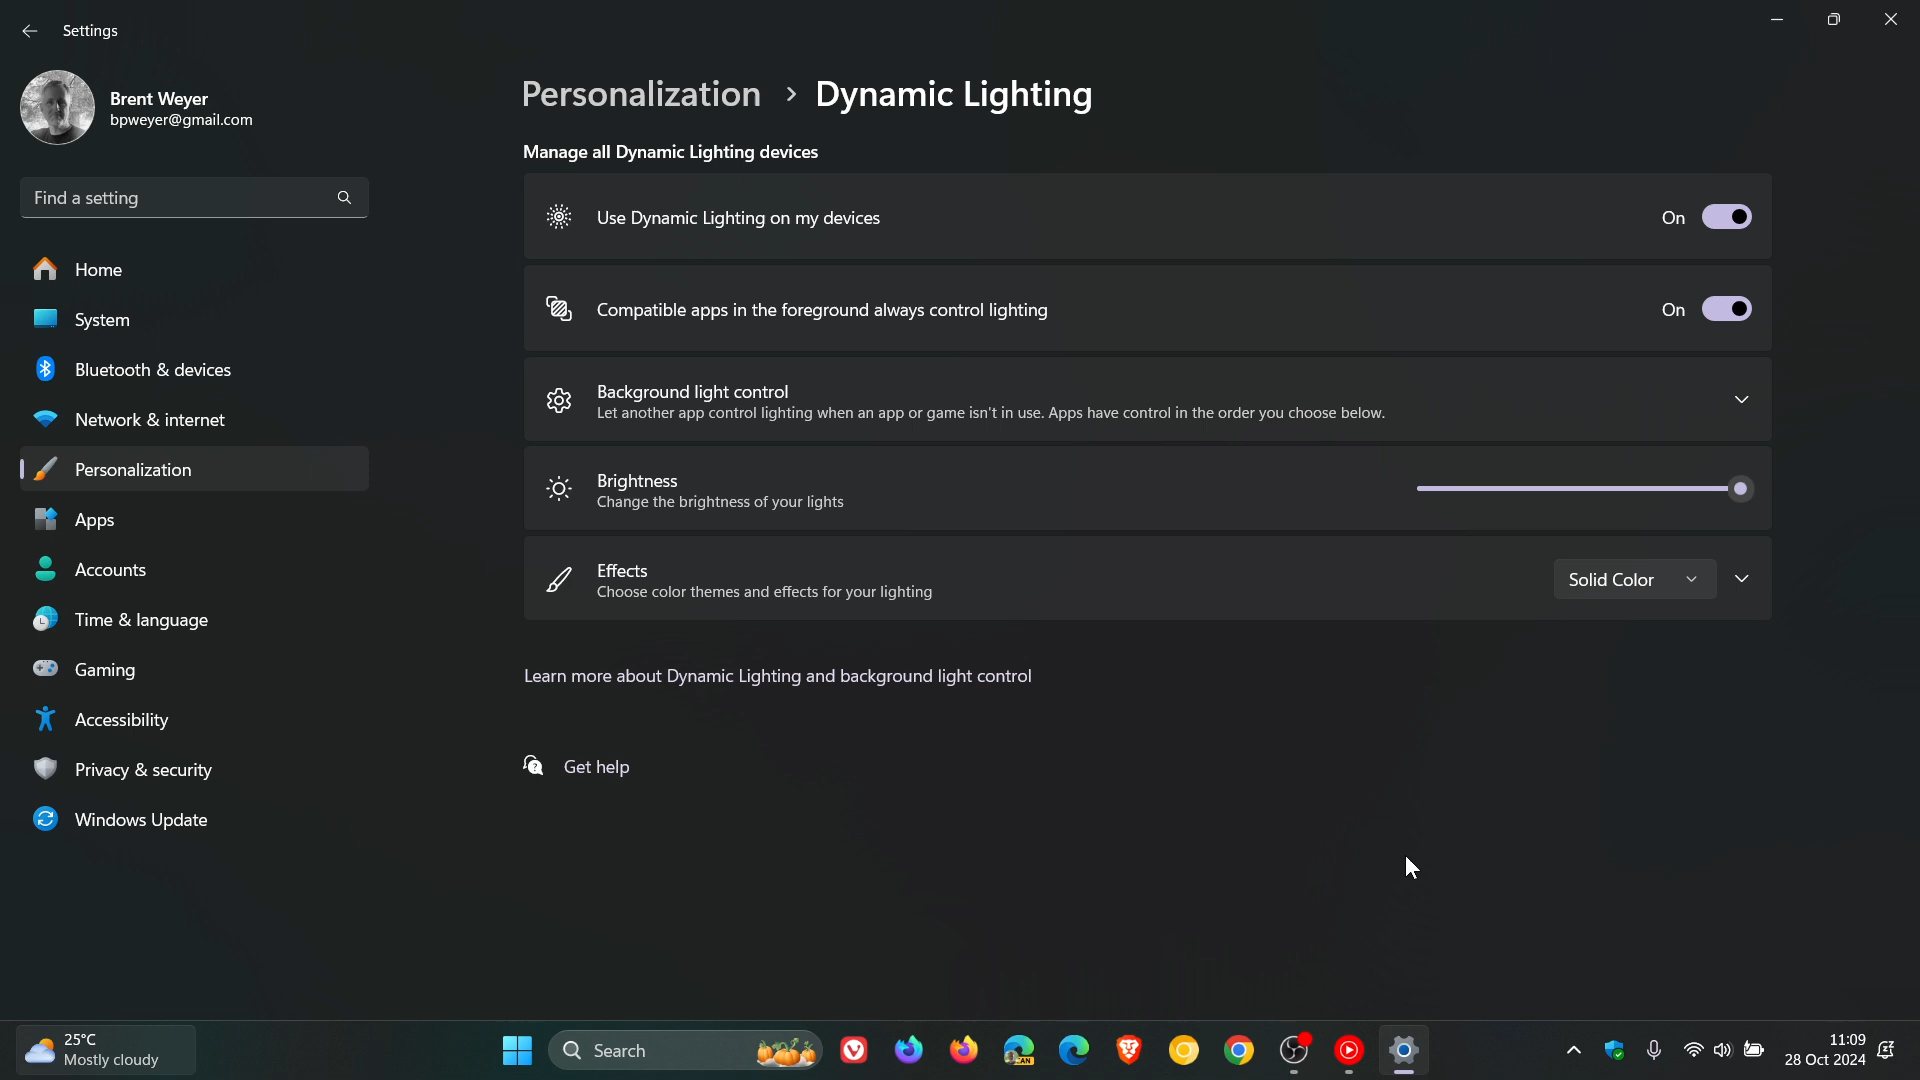 Settings
Brent Weyer
bpweyer@gmail.com
Find a setting
Home
System
Bluetooth & devices
Network & internet
Personalization
Apps
Accounts
Time & language
Gaming
Accessibility
Privacy & security
Windows Update
Personalization > Dynamic Lighting
Manage all Dynamic Lighting devices
Use Dynamic Lighting on my devices On
Compatible apps in the foreground always control lighting On
Background light control
Let another app control lighting when an app or game isn't in use. Apps have control in the order you choose below.
Brightness
Change the brightness of your lights
Effects
Choose color themes and effects for your lighting
Solid Color
Learn more about Dynamic Lighting and background light control
Get help
25°C
Mostly cloudy
Search
CAN
11:09
28 Oct 2024